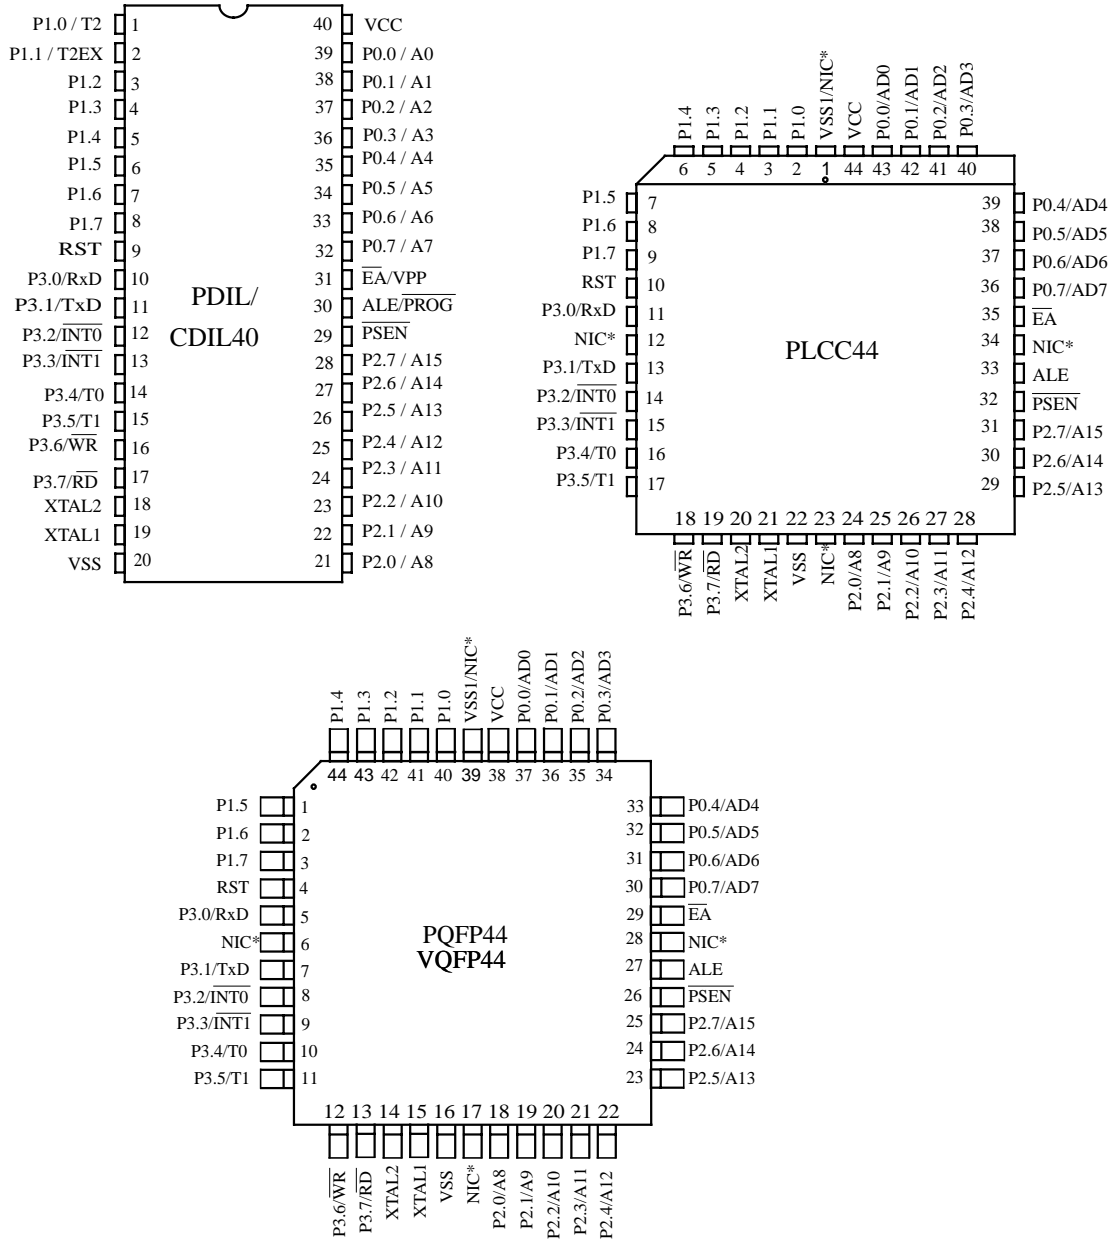 P1.0 / T2 1 40 VCC
P1.1 / T2EX 2 39 P0.0 / A0
P1.2 3 38 P0.1 / A1
P1.3 4 37 P0.2 / A2
P1.4 5 36 P0.3 / A3
P1.5 6 35 P0.4 / A4
P1.6 7 34 P0.5 / A5
P1.7 8 33 P0.6 / A6
RST 9 32 P0.7 / A7
P3.0/RxD 10 31 EA/VPP
P3.1/TxD 11 30 ALE/PROG
P3.2/INT0 12 29 PSEN
P3.3/INT1 13 28 P2.7 / A15
P3.4/T0 14 27 P2.6 / A14
P3.5/T1 15 26 P2.5 / A13
P3.6/WR 16 25 P2.4 / A12
P3.7/RD 17 24 P2.3 / A11
XTAL2 18 23 P2.2 / A10
XTAL1 19 22 P2.1 / A9
VSS 20 21 P2.0 / A8
PDIL/
CDIL40
P1.4 P1.3 P1.2 P1.1 P1.0 VSS1/NIC* VCC P0.0/AD0 P0.1/AD1 P0.2/AD2 P0.3/AD3
6 5 4 3 2 1 44 43 42 41 40
P1.5 7 39 P0.4/AD4
P1.6 8 38 P0.5/AD5
P1.7 9 37 P0.6/AD6
RST 10 36 P0.7/AD7
P3.0/RxD 11 35 EA
NIC* 12 34 NIC*
P3.1/TxD 13 33 ALE
P3.2/INT0 14 32 PSEN
P3.3/INT1 15 31 P2.7/A15
P3.4/T0 16 30 P2.6/A14
P3.5/T1 17 29 P2.5/A13
PLCC44
18 19 20 21 22 23 24 25 26 27 28
P3.6/WR P3.7/RD XTAL2 XTAL1 VSS NIC* P2.0/A8 P2.1/A9 P2.2/A10 P2.3/A11 P2.4/A12
P1.4 P1.3 P1.2 P1.1 P1.0 VSS1/NIC* VCC P0.0/AD0 P0.1/AD1 P0.2/AD2 P0.3/AD3
44 43 42 41 40 39 38 37 36 35 34
P1.5 1 33 P0.4/AD4
P1.6 2 32 P0.5/AD5
P1.7 3 31 P0.6/AD6
RST 4 30 P0.7/AD7
P3.0/RxD 5 29 EA
NIC* 6 28 NIC*
P3.1/TxD 7 27 ALE
P3.2/INT0 8 26 PSEN
P3.3/INT1 9 25 P2.7/A15
P3.4/T0 10 24 P2.6/A14
P3.5/T1 11 23 P2.5/A13
PQFP44
VQFP44
12 13 14 15 16 17 18 19 20 21 22
P3.6/WR P3.7/RD XTAL2 XTAL1 VSS NIC* P2.0/A8 P2.1/A9 P2.2/A10 P2.3/A11 P2.4/A12